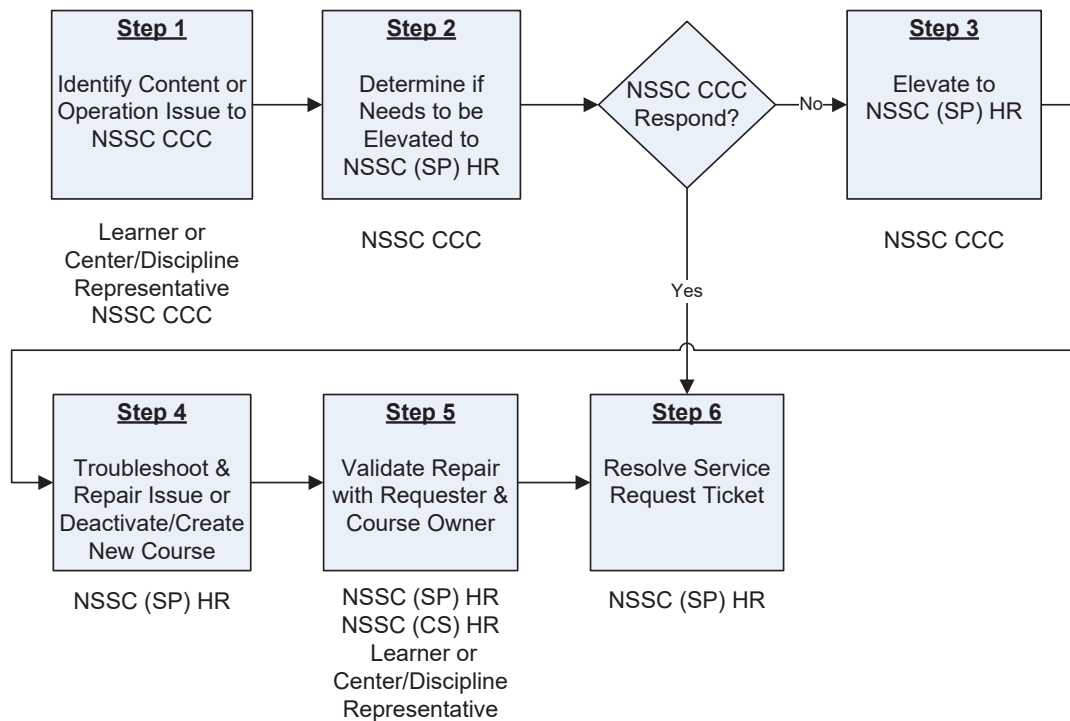 Step 1
Identify Content or
Operation Issue to
NSSC CCC
Learner or
Center/Discipline
Representative
NSSC CCC
Step 2
Determine if
Needs to be
Elevated to
NSSC (SP) HR
NSSC CCC
NSSC CCC
Respond?
No
Yes
Step 3
Elevate to
NSSC (SP) HR
NSSC CCC
Step 4
Troubleshoot &
Repair Issue or
Deactivate/Create
New Course
NSSC (SP) HR
Step 5
Validate Repair
with Requester &
Course Owner
NSSC (SP) HR
NSSC (CS) HR
Learner or
Center/Discipline
Representative
Step 6
Resolve Service
Request Ticket
NSSC (SP) HR